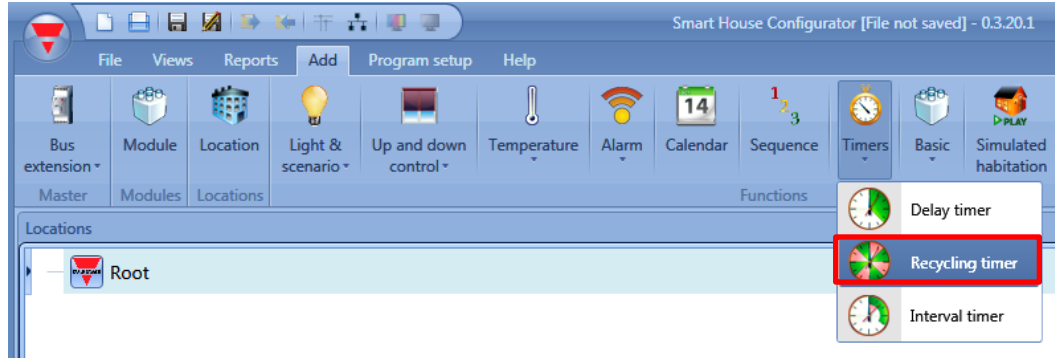 Smart House Configurator [File not saved] - 0.3.20.1
File Views Reports Add Program setup Help
14 1 2 3 PLAY
Bus extension
Module
Location
Light & scenario
Up and down control
Temperature
Alarm
Calendar
Sequence
Timers
Basic
Simulated habitation
Master Modules Locations Functions
Delay timer
Locations
Recycling timer
Root
Interval timer